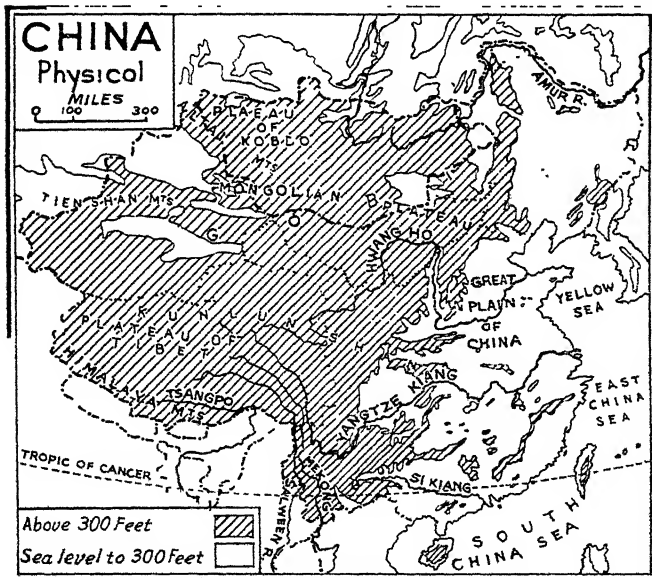 CHINA
Physical
MILES
0 100 300
AMUR R.
PLATEAU
OF
KOBDO
MTS
MONGOLIAN
PLATEAU
TIEN SHAN MTS
G O B
HWANG HO
GREAT
PLAIN
OF
CHINA
YELLOW
SEA
KUNLUN
PLATEAU OF
TIBET
HIMALAYA
MTS
TSANGPO
YANGTZE KIANG
EAST
CHINA
SEA
TROPIC OF CANCER
SI KIANG
MEKONG
SALWEEN R.
SOUTH
CHINA SEA
Above 300 Feet
Sea level to 300 Feet